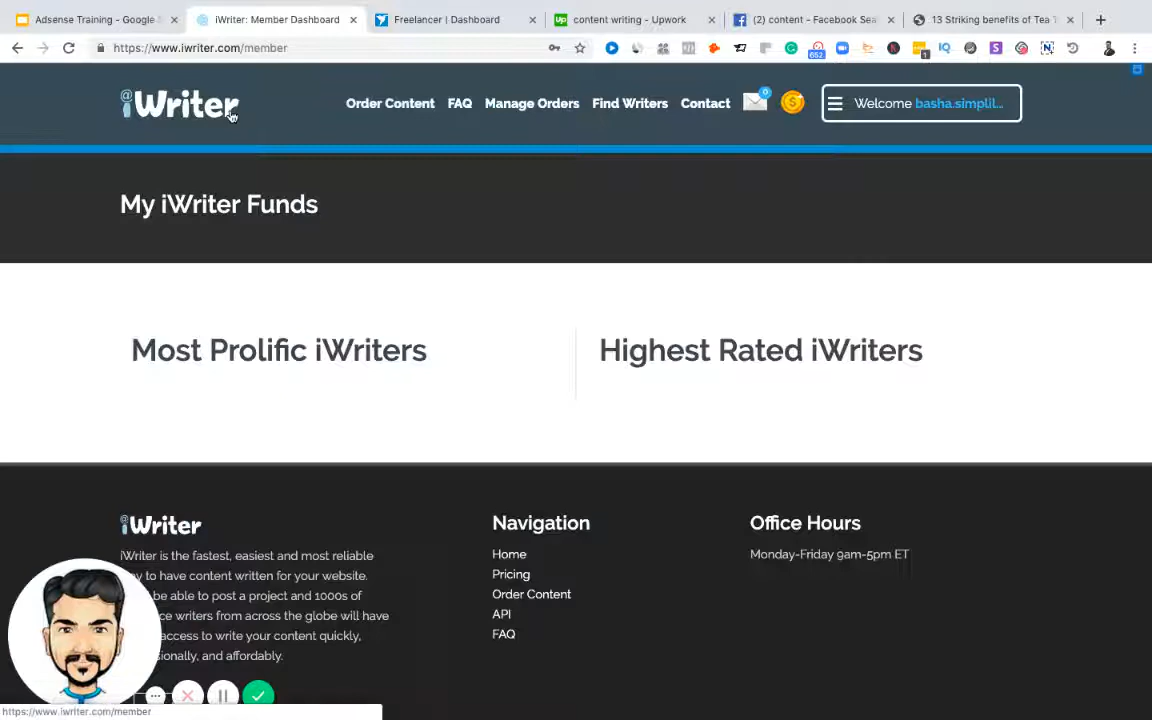 Adsense Training - Google
iWriter: Member Dashboard
Freelancer | Dashboard
content writing - Upwork
(2) content - Facebook Sea
13 Striking benefits of Tea T
https://www.iwriter.com/member
652
IQ
1
iWriter
Order Content
FAQ
Manage Orders
Find Writers
Contact
0
Welcome basha.simplil...
My iWriter Funds
Most Prolific iWriters
Highest Rated iWriters
iWriter
iWriter is the fastest, easiest and most reliable
to have content written for your website.
be able to post a project and 1000s of
writers from across the globe will have
access to write your content quickly,
and affordably.
Navigation
Home
Pricing
Order Content
API
FAQ
Office Hours
Monday-Friday 9am-5pm ET
https://www.iwriter.com/member